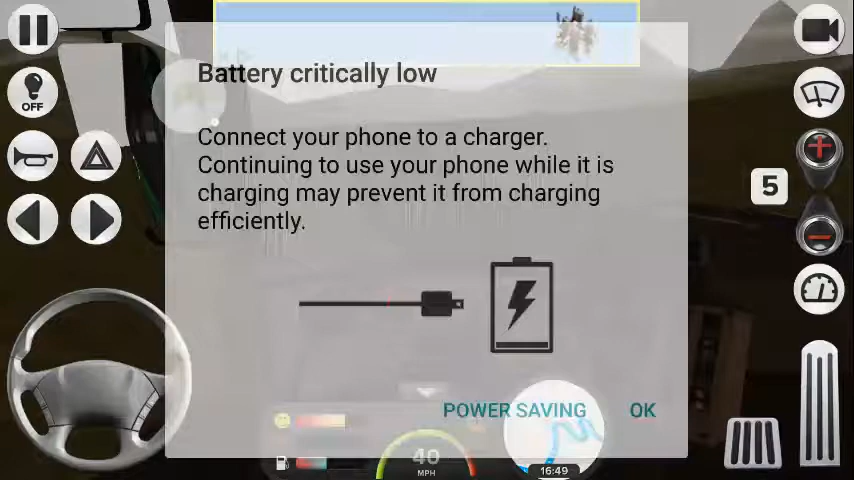 Battery critically low
OFF
Connect your phone to a charger.
Continuing to use your phone while it is
charging may prevent it from charging
efficiently.
5
POWER SAVING
OK
40
MPH
16:49